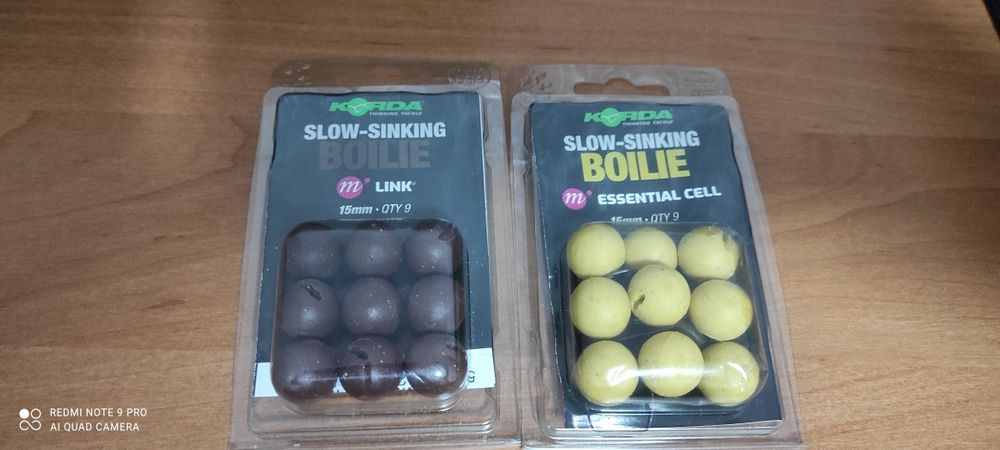 KORDA
THINKING TACKLE
SLOW-SINKING
BOILIE
m LINK
15mm • QTY 9
KORDA
THINKING TACKLE
SLOW-SINKING
BOILIE
m ESSENTIAL CELL
15mm • QTY 9
REDMI NOTE 9 PRO
AI QUAD CAMERA